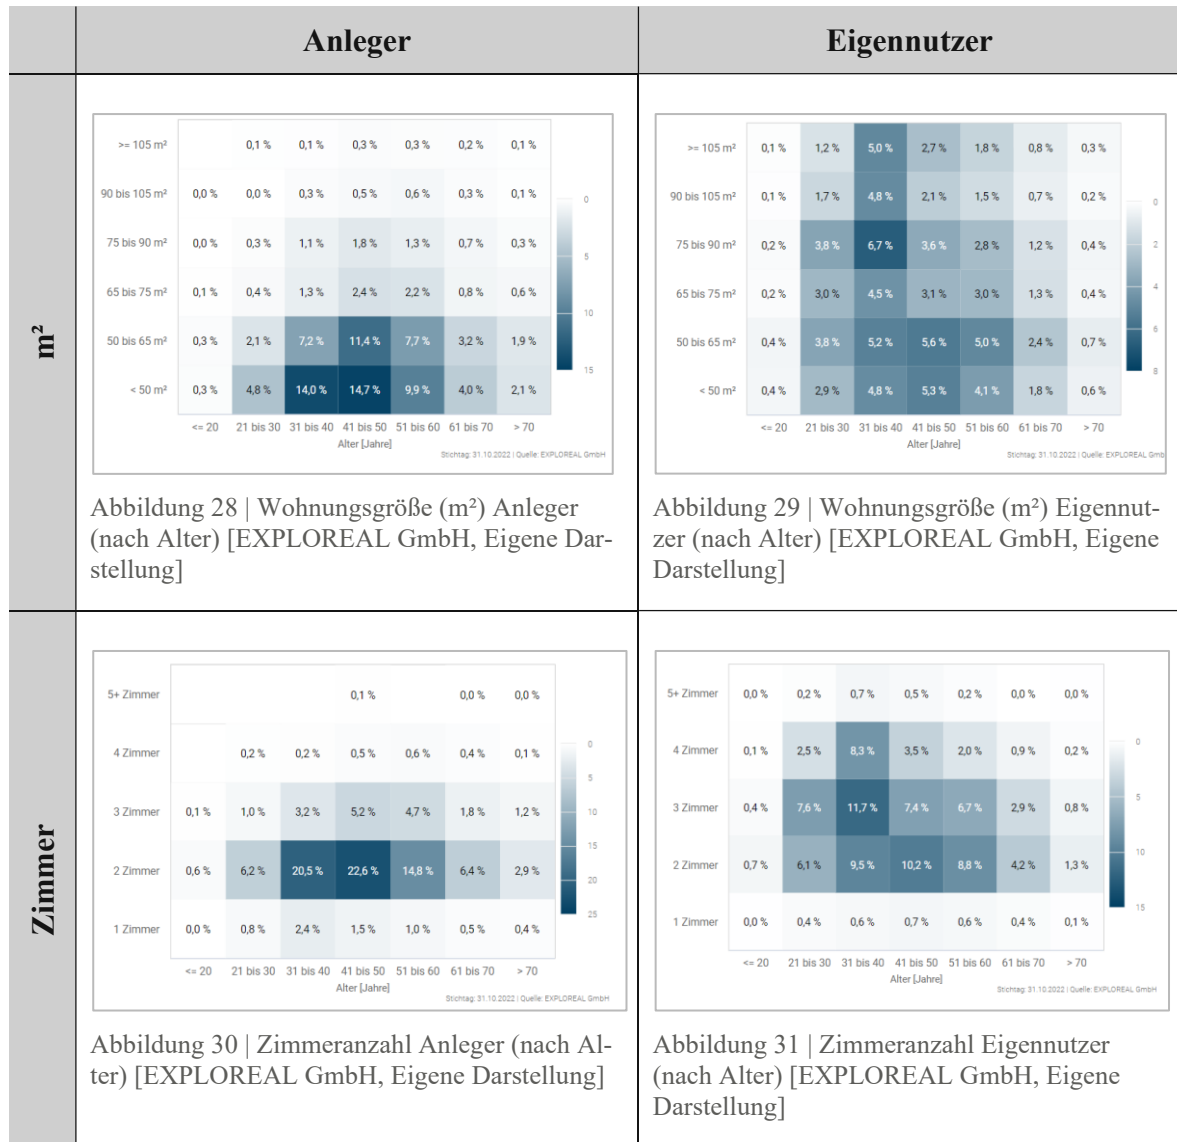 Anleger
Eigennutzer
m²
>= 105 m² 0,1 % 0,1 % 0,3 % 0,3 % 0,2 % 0,1 %
90 bis 105 m² 0,0 % 0,0 % 0,3 % 0,5 % 0,6 % 0,3 % 0,1 %
75 bis 90 m² 0,0 % 0,3 % 1,1 % 1,8 % 1,3 % 0,7 % 0,3 %
65 bis 75 m² 0,1 % 0,4 % 1,3 % 2,4 % 2,2 % 0,8 % 0,6 %
50 bis 65 m² 0,3 % 2,1 % 7,2 % 11,4 % 7,7 % 3,2 % 1,9 %
< 50 m² 0,3 % 4,8 % 14,0 % 14,7 % 9,9 % 4,0 % 2,1 %
<= 20 21 bis 30 31 bis 40 41 bis 50 51 bis 60 61 bis 70 > 70
Alter [Jahre]
0
5
10
15
Stichtag: 31.10.2022 | Quelle: EXPLOREAL GmbH
Abbildung 28 | Wohnungsgröße (m²) Anleger
(nach Alter) [EXPLOREAL GmbH, Eigene Dar-
stellung]
>= 105 m² 0,1 % 1,2 % 5,0 % 2,7 % 1,8 % 0,8 % 0,3 %
90 bis 105 m² 0,1 % 1,7 % 4,8 % 2,1 % 1,5 % 0,7 % 0,2 %
75 bis 90 m² 0,2 % 3,8 % 6,7 % 3,6 % 2,8 % 1,2 % 0,4 %
65 bis 75 m² 0,2 % 3,0 % 4,5 % 3,1 % 3,0 % 1,3 % 0,4 %
50 bis 65 m² 0,4 % 3,8 % 5,2 % 5,6 % 5,0 % 2,4 % 0,7 %
< 50 m² 0,4 % 2,9 % 4,8 % 5,3 % 4,1 % 1,8 % 0,6 %
<= 20 21 bis 30 31 bis 40 41 bis 50 51 bis 60 61 bis 70 > 70
Alter [Jahre]
0
2
4
6
8
Stichtag: 31.10.2022 | Quelle: EXPLOREAL Gmb
Abbildung 29 | Wohnungsgröße (m²) Eigennut-
zer (nach Alter) [EXPLOREAL GmbH, Eigene
Darstellung]
Zimmer
5+ Zimmer 0,1 % 0,0 % 0,0 %
4 Zimmer 0,2 % 0,2 % 0,5 % 0,6 % 0,4 % 0,1 %
3 Zimmer 0,1 % 1,0 % 3,2 % 5,2 % 4,7 % 1,8 % 1,2 %
2 Zimmer 0,6 % 6,2 % 20,5 % 22,6 % 14,8 % 6,4 % 2,9 %
1 Zimmer 0,0 % 0,8 % 2,4 % 1,5 % 1,0 % 0,5 % 0,4 %
<= 20 21 bis 30 31 bis 40 41 bis 50 51 bis 60 61 bis 70 > 70
Alter [Jahre]
0
5
10
15
20
25
Stichtag: 31.10.2022 | Quelle: EXPLOREAL GmbH
Abbildung 30 | Zimmeranzahl Anleger (nach Al-
ter) [EXPLOREAL GmbH, Eigene Darstellung]
5+ Zimmer 0,0 % 0,2 % 0,7 % 0,5 % 0,2 % 0,0 % 0,0 %
4 Zimmer 0,1 % 2,5 % 8,3 % 3,5 % 2,0 % 0,9 % 0,2 %
3 Zimmer 0,4 % 7,6 % 11,7 % 7,4 % 6,7 % 2,9 % 0,8 %
2 Zimmer 0,7 % 6,1 % 9,5 % 10,2 % 8,8 % 4,2 % 1,3 %
1 Zimmer 0,0 % 0,4 % 0,6 % 0,7 % 0,6 % 0,4 % 0,1 %
<= 20 21 bis 30 31 bis 40 41 bis 50 51 bis 60 61 bis 70 > 70
Alter [Jahre]
0
5
10
15
Stichtag: 31.10.2022 | Quelle: EXPLOREAL GmbH
Abbildung 31 | Zimmeranzahl Eigennutzer
(nach Alter) [EXPLOREAL GmbH, Eigene
Darstellung]